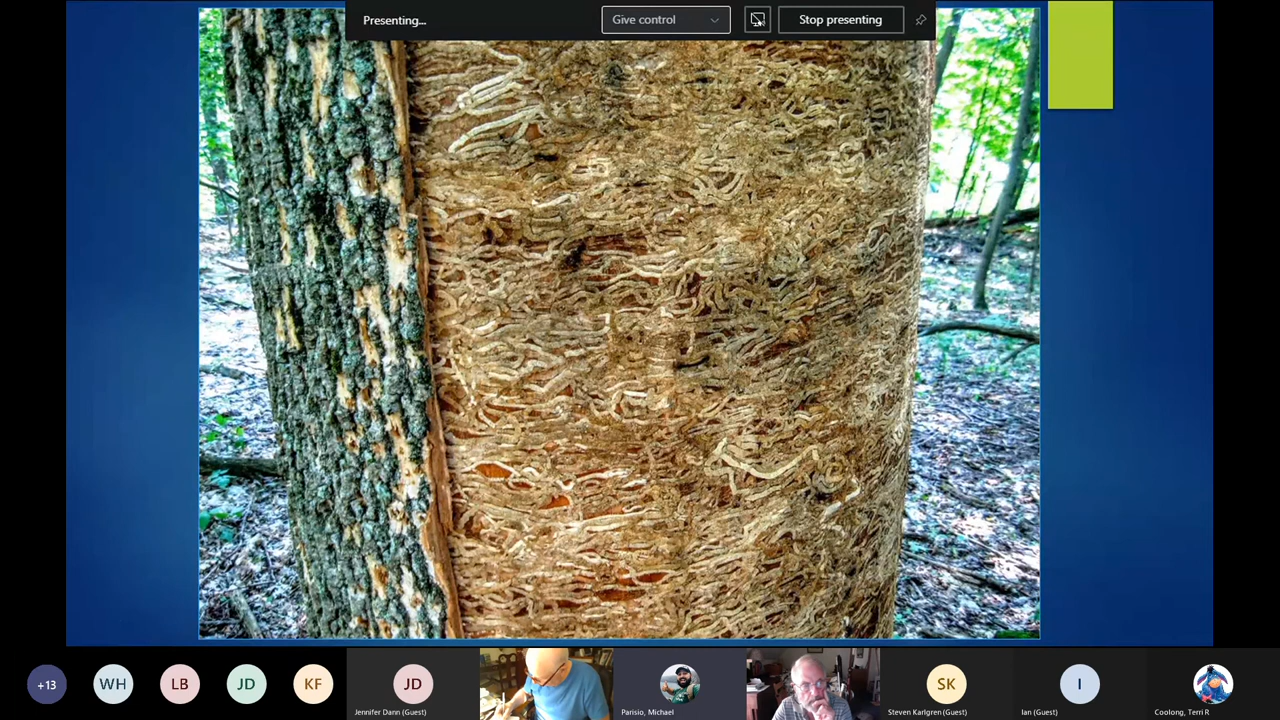 Presenting...
Give control
Stop presenting
+13
WH
LB
JD
KF
JD
SK
I
Jennifer Dann (Guest)
Parisio, Michael
Steven Karlgren (Guest)
Ian (Guest)
Coolong, Terri R